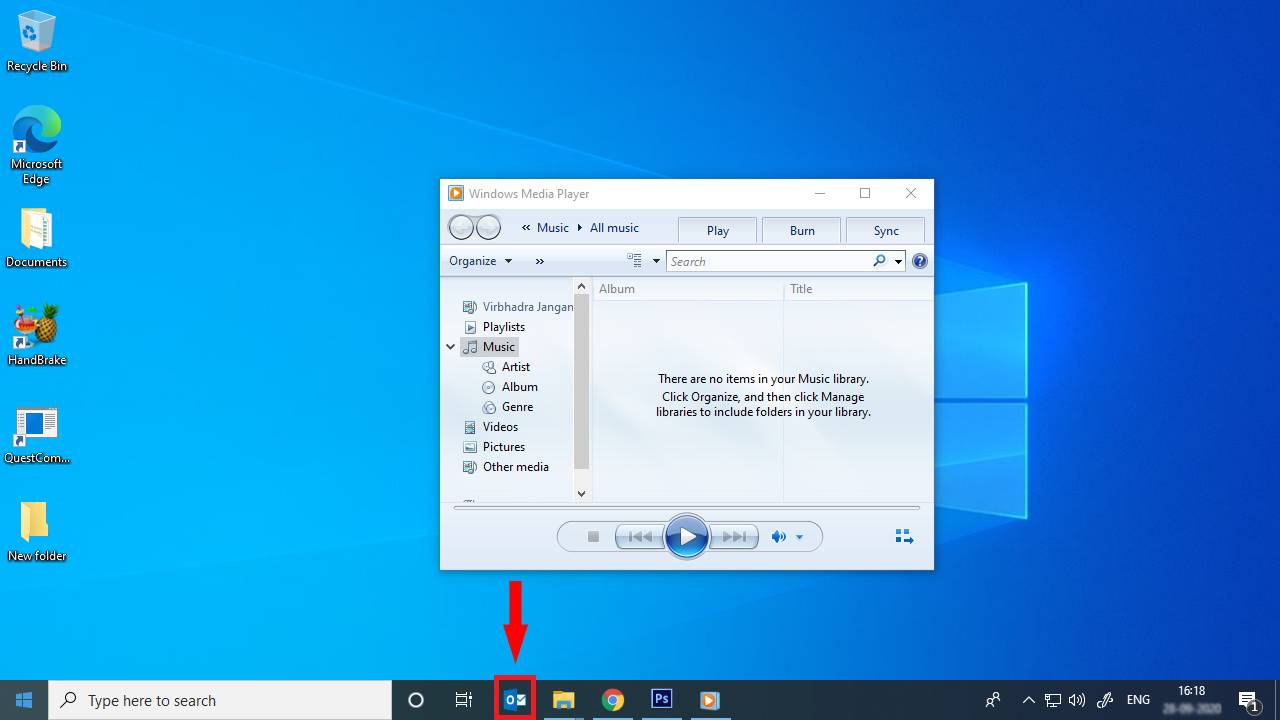 Recycle Bin
Microsoft
Edge
Documents
HandBrake
QuestCom...
New folder
Windows Media Player
« Music All music
Play
Burn
Sync
Organize
»
Search
?
Album
Title
Virbhadra Jangan
Playlists
Music
Artist
Album
Genre
Videos
Pictures
Other media
There are no items in your Music library.
Click Organize, and then click Manage
libraries to include folders in your library.
Type here to search
Ps
ENG
16:18
28-09-2020
1